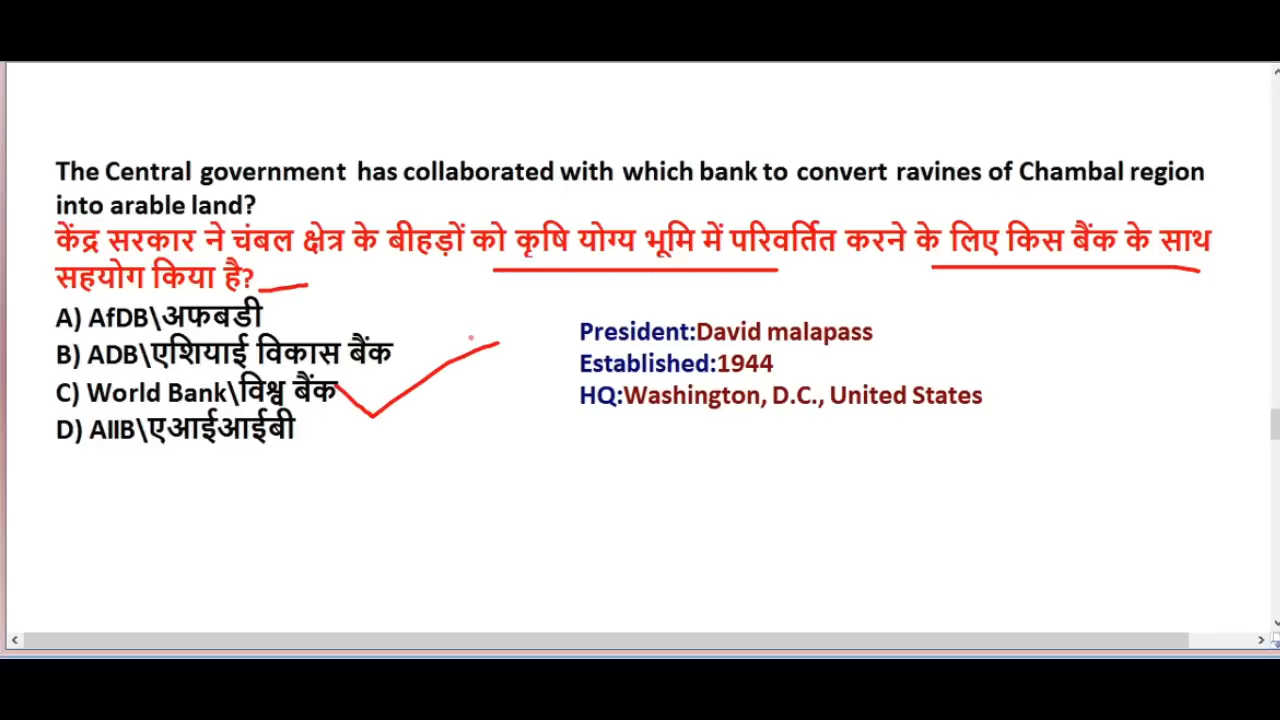 The Central government has collaborated with which bank to convert ravines of Chambal region
into arable land?
केंद्र सरकार ने चंबल क्षेत्र के बीहड़ों को कृषि योग्य भूमि में परिवर्तित करने के लिए किस बैंक के साथ
सहयोग किया है?
A) AfDB\अफबडी
B) ADB\एशियाई विकास बैंक
C) World Bank\विश्व बैंक
D) AIIB\एआईआईबी
President:David malapass
Established:1944
HQ:Washington, D.C., United States